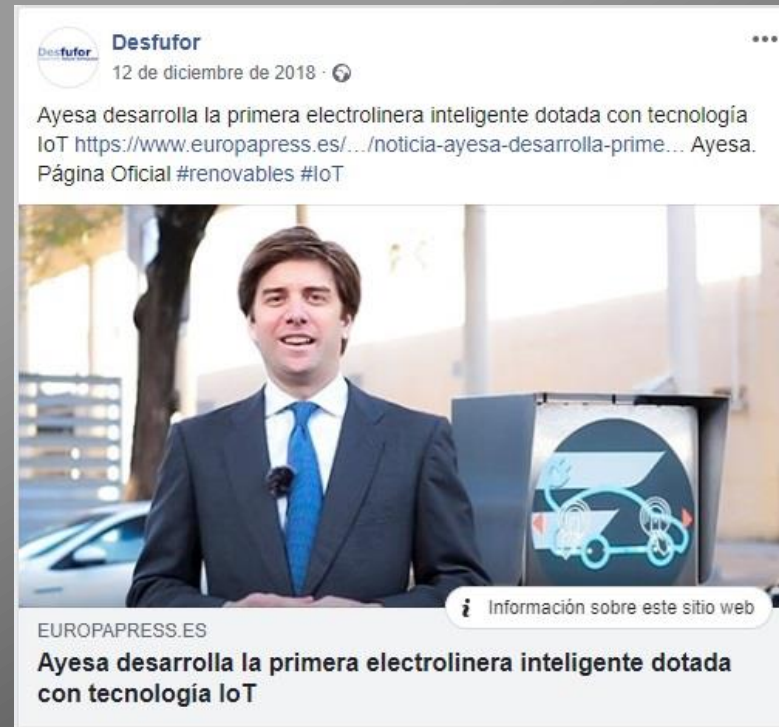 Desfufor
Desfufor
12 de diciembre de 2018 ·
Ayesa desarrolla la primera electrolinera inteligente dotada con tecnología
IoT https://www.europapress.es/…/noticia-ayesa-desarrolla-prime… Ayesa.
Página Oficial #renovables #IoT
i Información sobre este sitio web
EUROPAPRESS.ES
Ayesa desarrolla la primera electrolinera inteligente dotada
con tecnología IoT